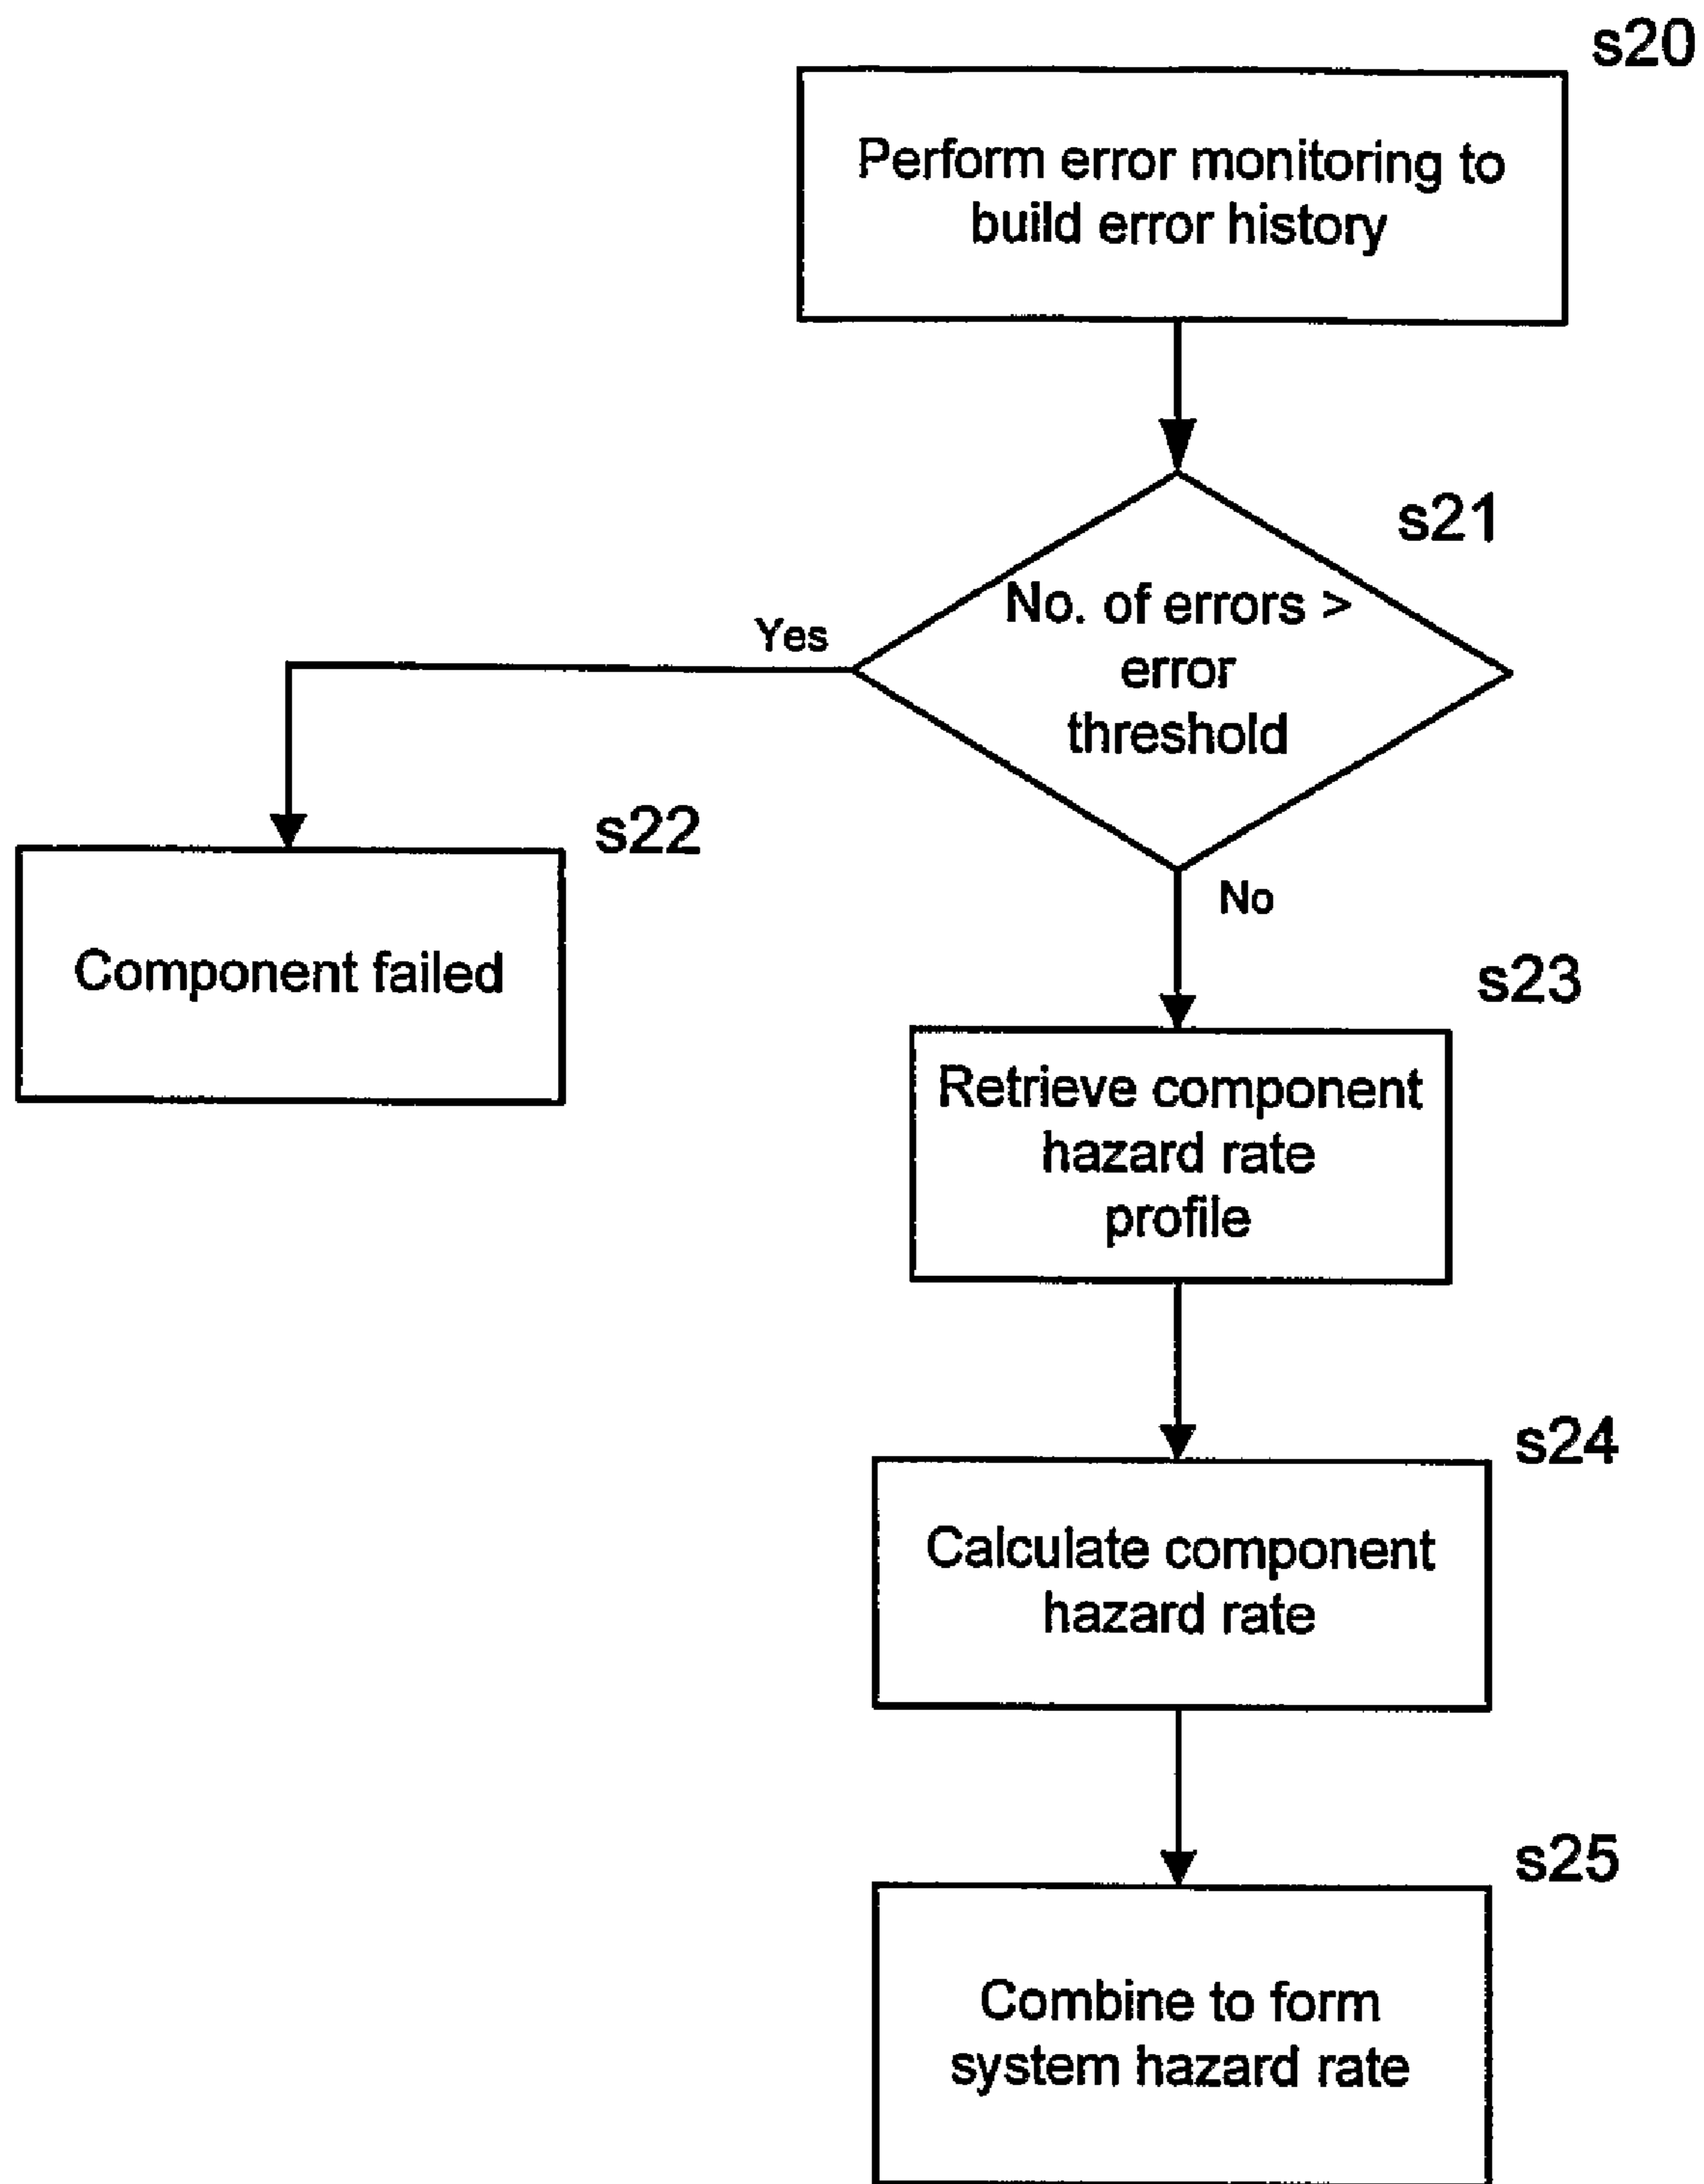 s20
Perform error monitoring to
build error history
s21
No. of errors >
error
threshold
Yes
s22
Component failed
No
s23
Retrieve component
hazard rate
profile
s24
Calculate component
hazard rate
s25
Combine to form
system hazard rate